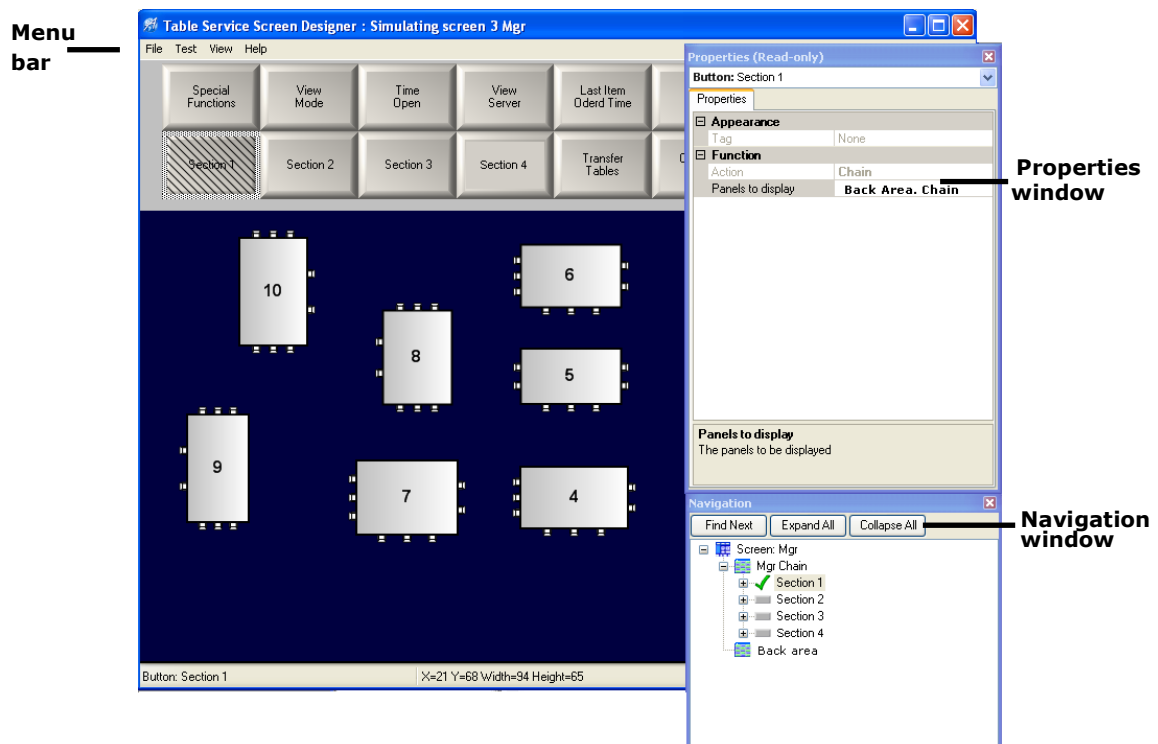 Menu
bar
Table Service Screen Designer : Simulating screen 3 Mgr
File Test View Help
Special
Functions
View
Mode
Time
Open
View
Server
Last Item
Oderd Time
Section 1
Section 2
Section 3
Section 4
Transfer
Tables
10
6
8
5
9
7
4
Button: Section 1
X=21 Y=68 Width=94 Height=65
Properties (Read-only)
Button: Section 1
Properties
Appearance
Tag None
Function
Action Chain
Panels to display Back Area. Chain
Panels to display
The panels to be displayed
Properties
window
Navigation
Find Next Expand All Collapse All
Screen: Mgr
Mgr Chain
Section 1
Section 2
Section 3
Section 4
Back area
Navigation
window